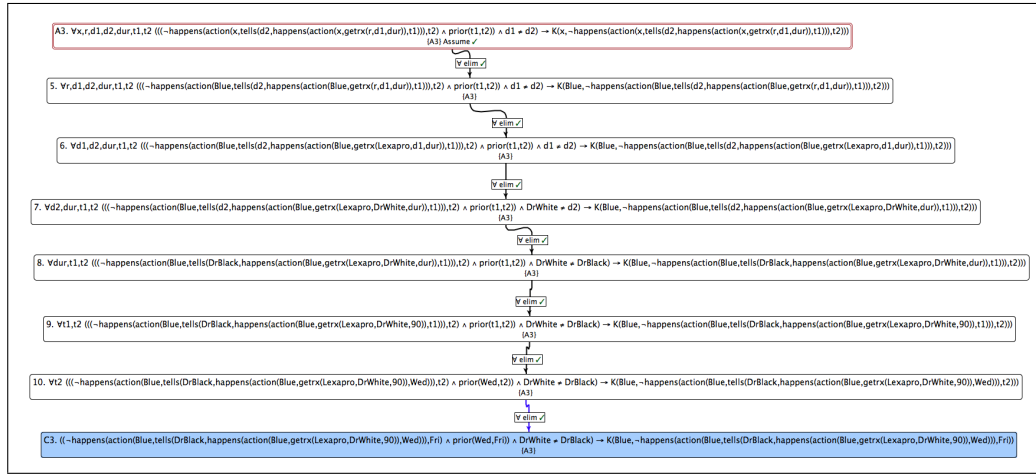 A3. ∀x,r,d1,d2,dur,t1,t2 (((¬happens(action(x,tells(d2,happens(action(x,getrx(r,d1,dur)),t1))),t2) ∧ prior(t1,t2)) ∧ d1 ≠ d2) → K(x,¬happens(action(x,tells(d2,happens(action(x,getrx(r,d1,dur)),t1))),t2)))
{A3} Assume ✓
∀ elim ✓
5. ∀r,d1,d2,dur,t1,t2 (((¬happens(action(Blue,tells(d2,happens(action(Blue,getrx(r,d1,dur)),t1))),t2) ∧ prior(t1,t2)) ∧ d1 ≠ d2) → K(Blue,¬happens(action(Blue,tells(d2,happens(action(Blue,getrx(r,d1,dur)),t1))),t2)))
{A3}
∀ elim ✓
6. ∀d1,d2,dur,t1,t2 (((¬happens(action(Blue,tells(d2,happens(action(Blue,getrx(Lexapro,d1,dur)),t1))),t2) ∧ prior(t1,t2)) ∧ d1 ≠ d2) → K(Blue,¬happens(action(Blue,tells(d2,happens(action(Blue,getrx(Lexapro,d1,dur)),t1))),t2)))
{A3}
∀ elim ✓
7. ∀d2,dur,t1,t2 (((¬happens(action(Blue,tells(d2,happens(action(Blue,getrx(Lexapro,DrWhite,dur)),t1))),t2) ∧ prior(t1,t2)) ∧ DrWhite ≠ d2) → K(Blue,¬happens(action(Blue,tells(d2,happens(action(Blue,getrx(Lexapro,DrWhite,dur)),t1))),t2)))
{A3}
∀ elim ✓
8. ∀dur,t1,t2 (((¬happens(action(Blue,tells(DrBlack,happens(action(Blue,getrx(Lexapro,DrWhite,dur)),t1))),t2) ∧ prior(t1,t2)) ∧ DrWhite ≠ DrBlack) → K(Blue,¬happens(action(Blue,tells(DrBlack,happens(action(Blue,getrx(Lexapro,DrWhite,dur)),t1))),t2)))
{A3}
∀ elim ✓
9. ∀t1,t2 (((¬happens(action(Blue,tells(DrBlack,happens(action(Blue,getrx(Lexapro,DrWhite,90)),t1))),t2) ∧ prior(t1,t2)) ∧ DrWhite ≠ DrBlack) → K(Blue,¬happens(action(Blue,tells(DrBlack,happens(action(Blue,getrx(Lexapro,DrWhite,90)),t1))),t2)))
{A3}
∀ elim ✓
10. ∀t2 (((¬happens(action(Blue,tells(DrBlack,happens(action(Blue,getrx(Lexapro,DrWhite,90)),Wed))),t2) ∧ prior(Wed,t2)) ∧ DrWhite ≠ DrBlack) → K(Blue,¬happens(action(Blue,tells(DrBlack,happens(action(Blue,getrx(Lexapro,DrWhite,90)),Wed))),t2)))
{A3}
∀ elim ✓
C3. ((¬happens(action(Blue,tells(DrBlack,happens(action(Blue,getrx(Lexapro,DrWhite,90)),Wed))),Fri) ∧ prior(Wed,Fri)) ∧ DrWhite ≠ DrBlack) → K(Blue,¬happens(action(Blue,tells(DrBlack,happens(action(Blue,getrx(Lexapro,DrWhite,90)),Wed))),Fri))
{A3}